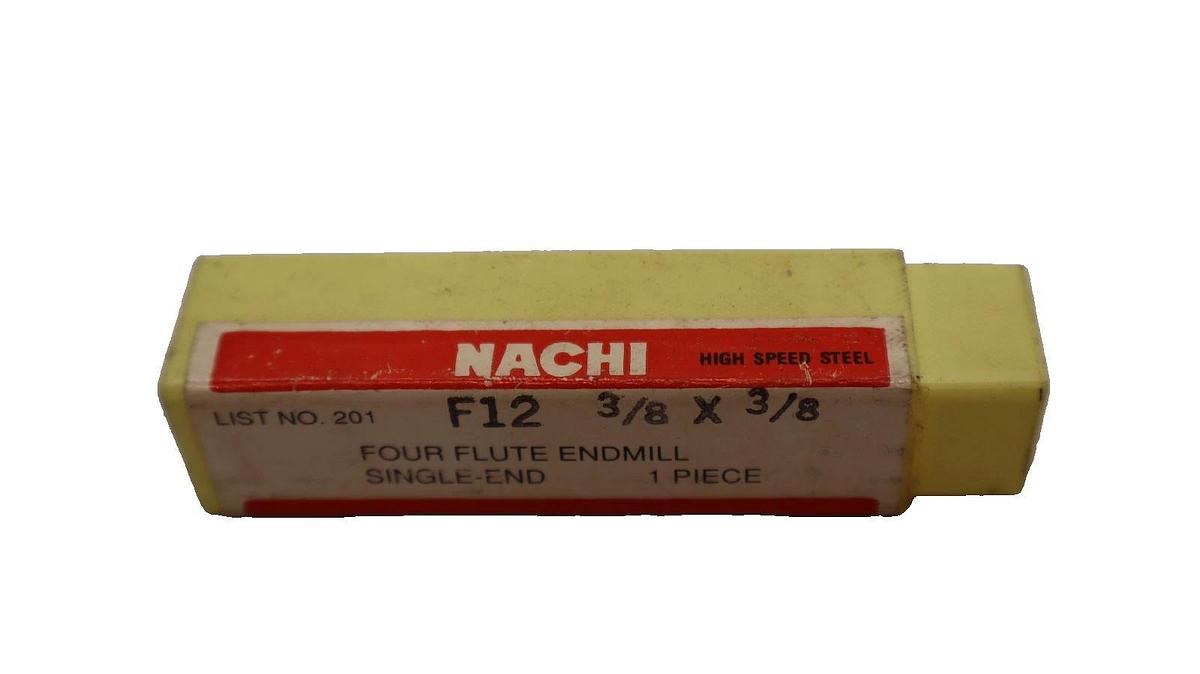 NACHI HIGH SPEED STEEL
LIST NO. 201 F12 3/8 X 3/8
FOUR FLUTE ENDMILL
SINGLE-END 1 PIECE